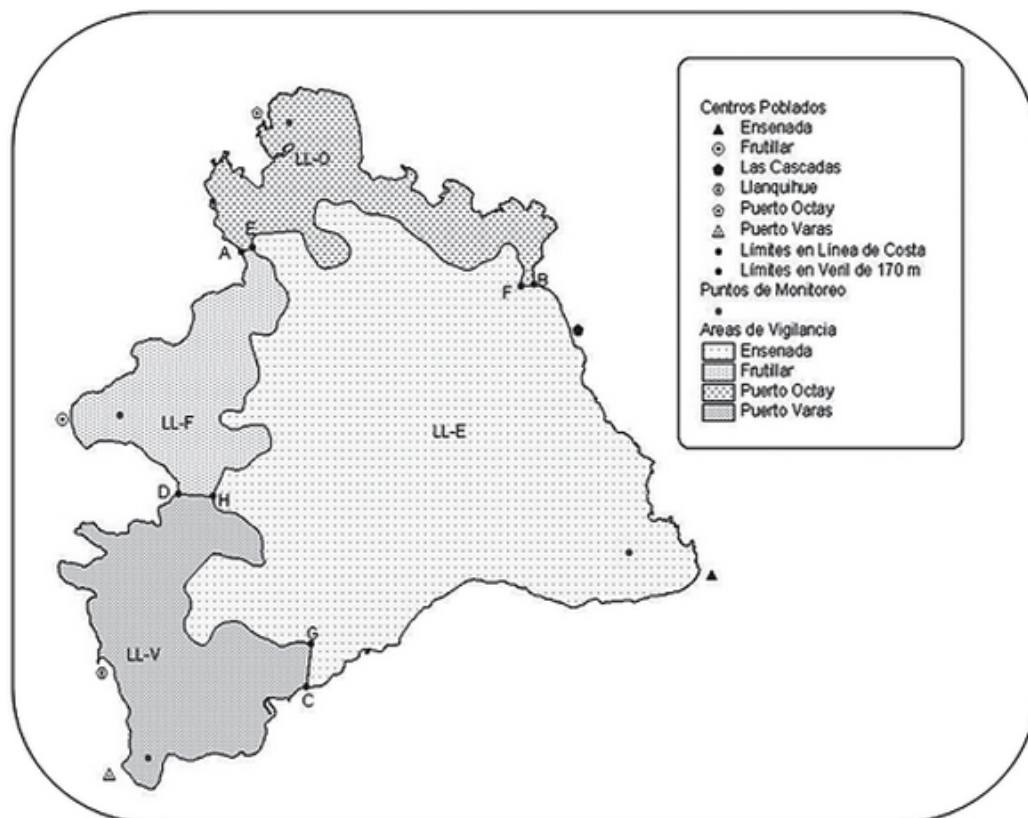 Centros Poblados
Ensenada
Frutillar
Las Cascadas
Llanquihue
Puerto Octay
Puerto Varas
Límites en Línea de Costa
Límites en Veril de 170 m
Puntos de Monitoreo
Areas de Vigilancia
Ensenada
Frutillar
Puerto Octay
Puerto Varas
LL-O
E
A
F
B
LL-F
LL-E
D
H
G
LL-V
C